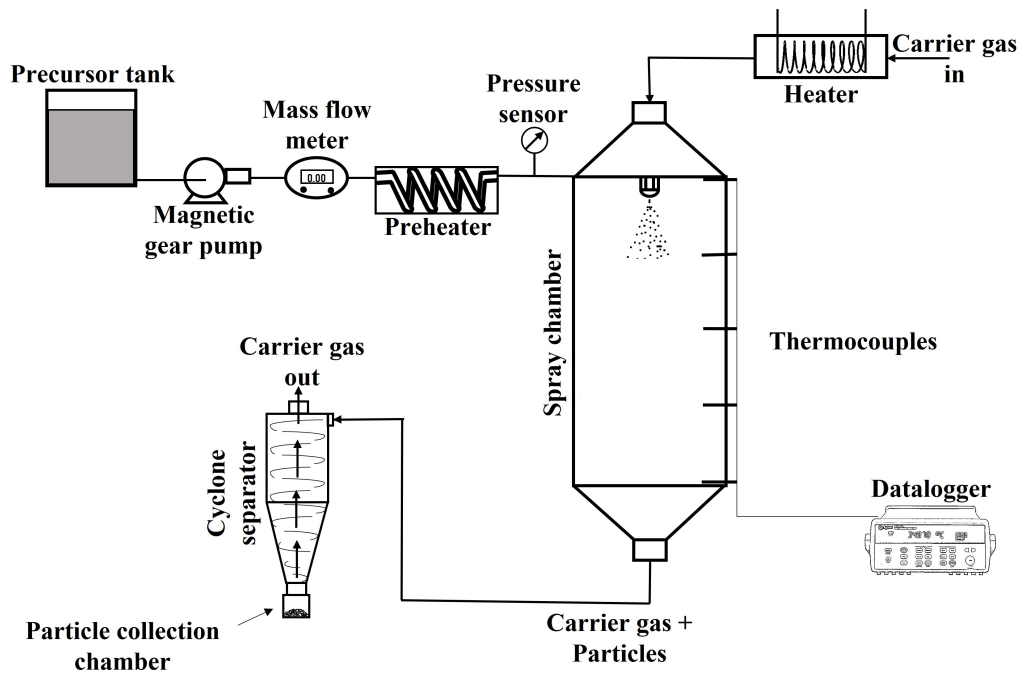 Precursor tank
Mass flow
meter
Pressure
sensor
Carrier gas
in
Heater
0.00
Magnetic
gear pump
Preheater
Spray chamber
Thermocouples
Carrier gas
out
Cyclone
separator
Datalogger
Particle collection
chamber
Carrier gas +
Particles